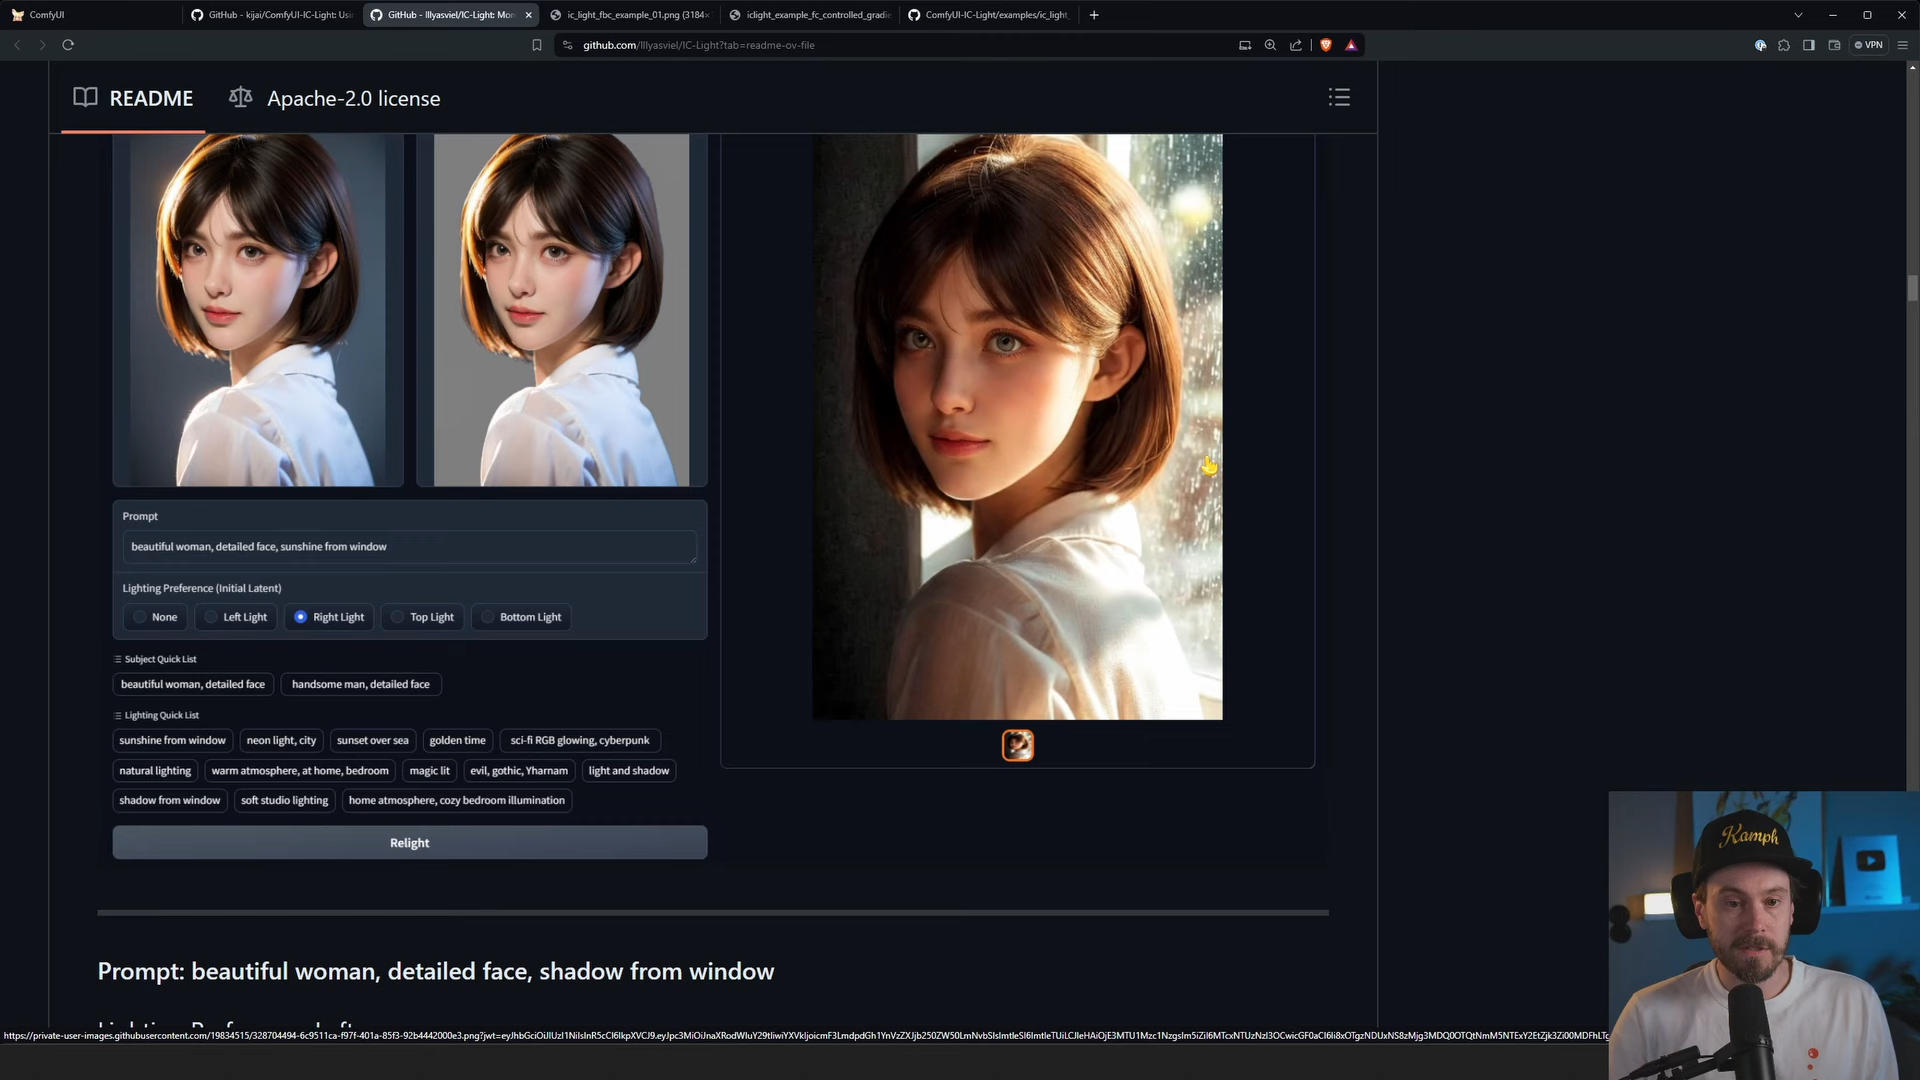 ComfyUI
GitHub - kijai/ComfyUI-IC-Light: Usi
GitHub - lllyasviel/IC-Light: Mor
ic_light_fbc_example_01.png (3184×
iclight_example_fc_controlled_gradie
ComfyUI-IC-Light/examples/ic_light_
github.com/lllyasviel/IC-Light?tab=readme-ov-file
VPN
README
Apache-2.0 license
Prompt
beautiful woman, detailed face, sunshine from window
Lighting Preference (Initial Latent)
None
Left Light
Right Light
Top Light
Bottom Light
Subject Quick List
beautiful woman, detailed face
handsome man, detailed face
Lighting Quick List
sunshine from window
neon light, city
sunset over sea
golden time
sci-fi RGB glowing, cyberpunk
natural lighting
warm atmosphere, at home, bedroom
magic lit
evil, gothic, Yharnam
light and shadow
shadow from window
soft studio lighting
home atmosphere, cozy bedroom illumination
Relight
Prompt: beautiful woman, detailed face, shadow from window
Kamph